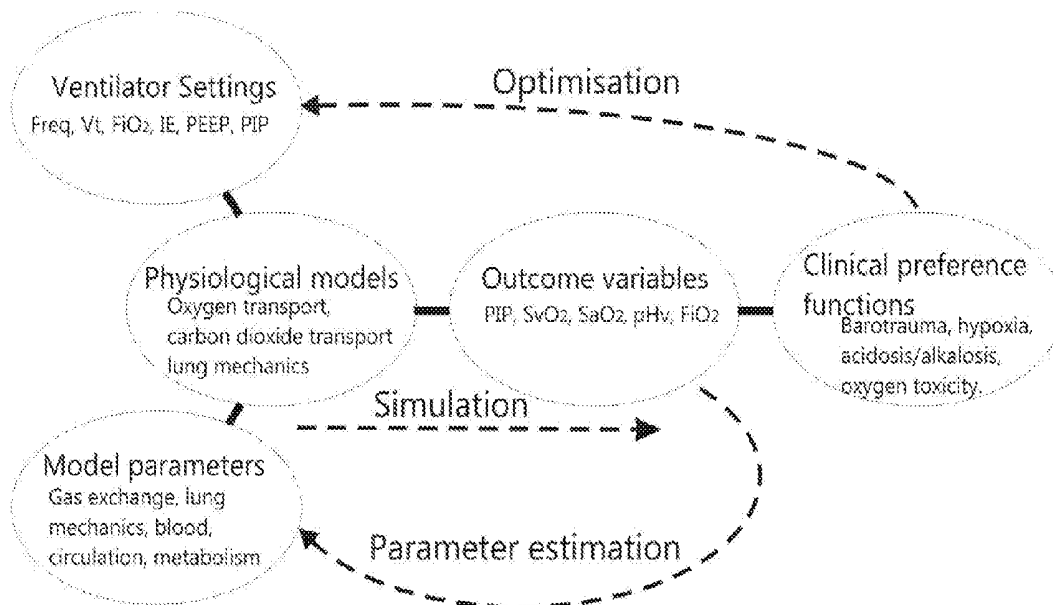 Ventilator Settings
Freq, Vt, FiO2, IE, PEEP, PIP
Optimisation
Physiological models
Oxygen transport,
carbon dioxide transport
lung mechanics
Outcome variables
PIP, SvO2, SaO2, pHv, FiO2
Clinical preference
functions
Barotrauma, hypoxia,
acidosis/alkalosis,
oxygen toxicity.
Simulation
Model parameters
Gas exchange, lung
mechanics, blood,
circulation, metabolism
Parameter estimation